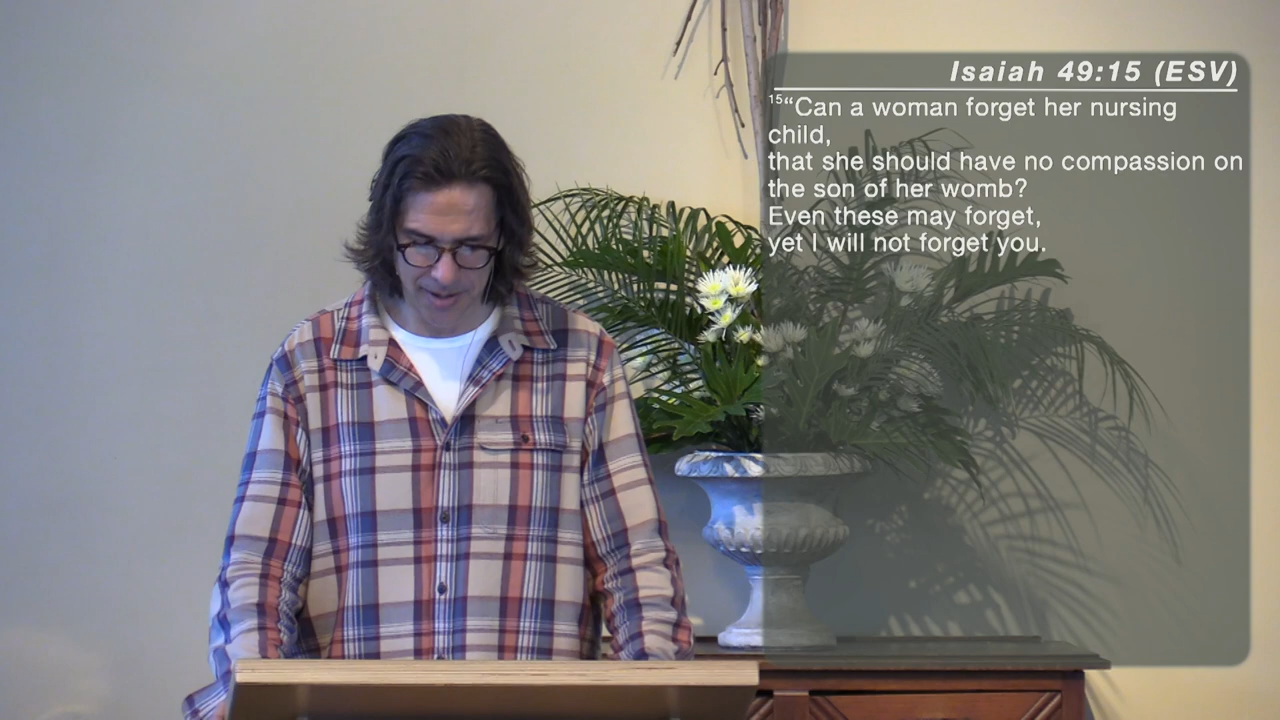 Isaiah 49:15 (ESV)
15“Can a woman forget her nursing
child,
that she should have no compassion on
the son of her womb?
Even these may forget,
yet I will not forget you.